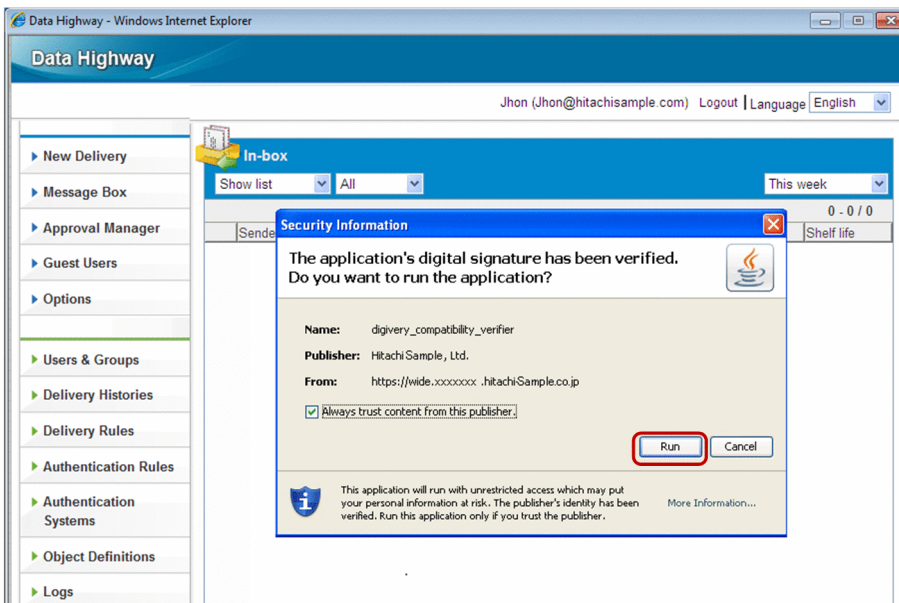 Data Highway - Windows Internet Explorer
Data Highway
Jhon (Jhon@hitachisample.com) Logout | Language English
New Delivery
Message Box
Approval Manager
Guest Users
Options
Users & Groups
Delivery Histories
Delivery Rules
Authentication Rules
Authentication
Systems
Object Definitions
Logs
In-box
Show list All This week
0 - 0 / 0
Sende Shelf life
Security Information
The application's digital signature has been verified.
Do you want to run the application?
Name: digivery_compatibility_verifier
Publisher: Hitachi Sample, Ltd.
From: https://wide.xxxxxxx .hitachi-Sample.co.jp
Always trust content from this publisher.
Run Cancel
This application will run with unrestricted access which may put
your personal information at risk. The publisher's identity has been
verified. Run this application only if you trust the publisher.
More Information...